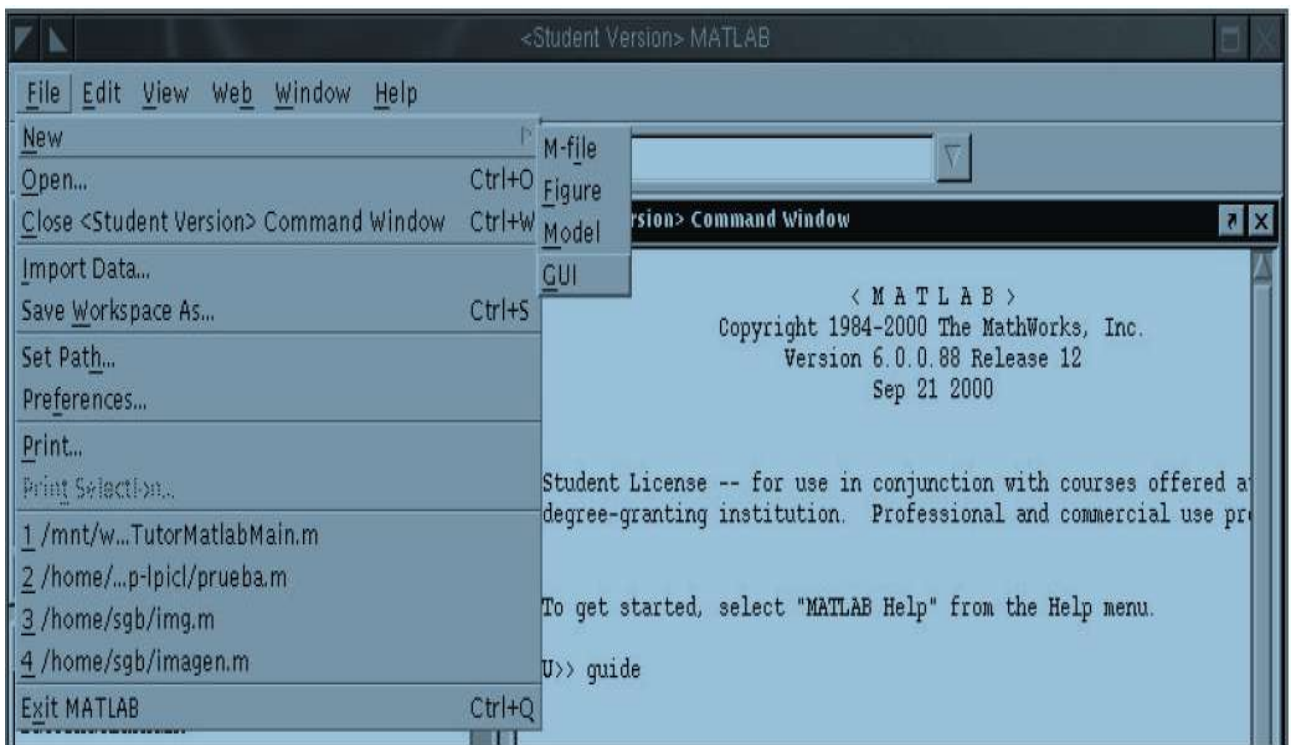 <Student Version> MATLAB
File Edit View Web Window Help
New
Open... Ctrl+O
Close <Student Version> Command Window Ctrl+W
Import Data...
Save Workspace As... Ctrl+S
Set Path...
Preferences...
Print...
Print Selection...
1 /mnt/w...TutorMatlabMain.m
2 /home/...p-lpicl/prueba.m
3 /home/sgb/img.m
4 /home/sgb/imagen.m
Exit MATLAB Ctrl+Q
M-file
Figure
Model
GUI
rsion> Command Window
< M A T L A B >
Copyright 1984-2000 The MathWorks, Inc.
Version 6.0.0.88 Release 12
Sep 21 2000
Student License -- for use in conjunction with courses offered a
degree-granting institution. Professional and commercial use pr
To get started, select "MATLAB Help" from the Help menu.
U>> guide